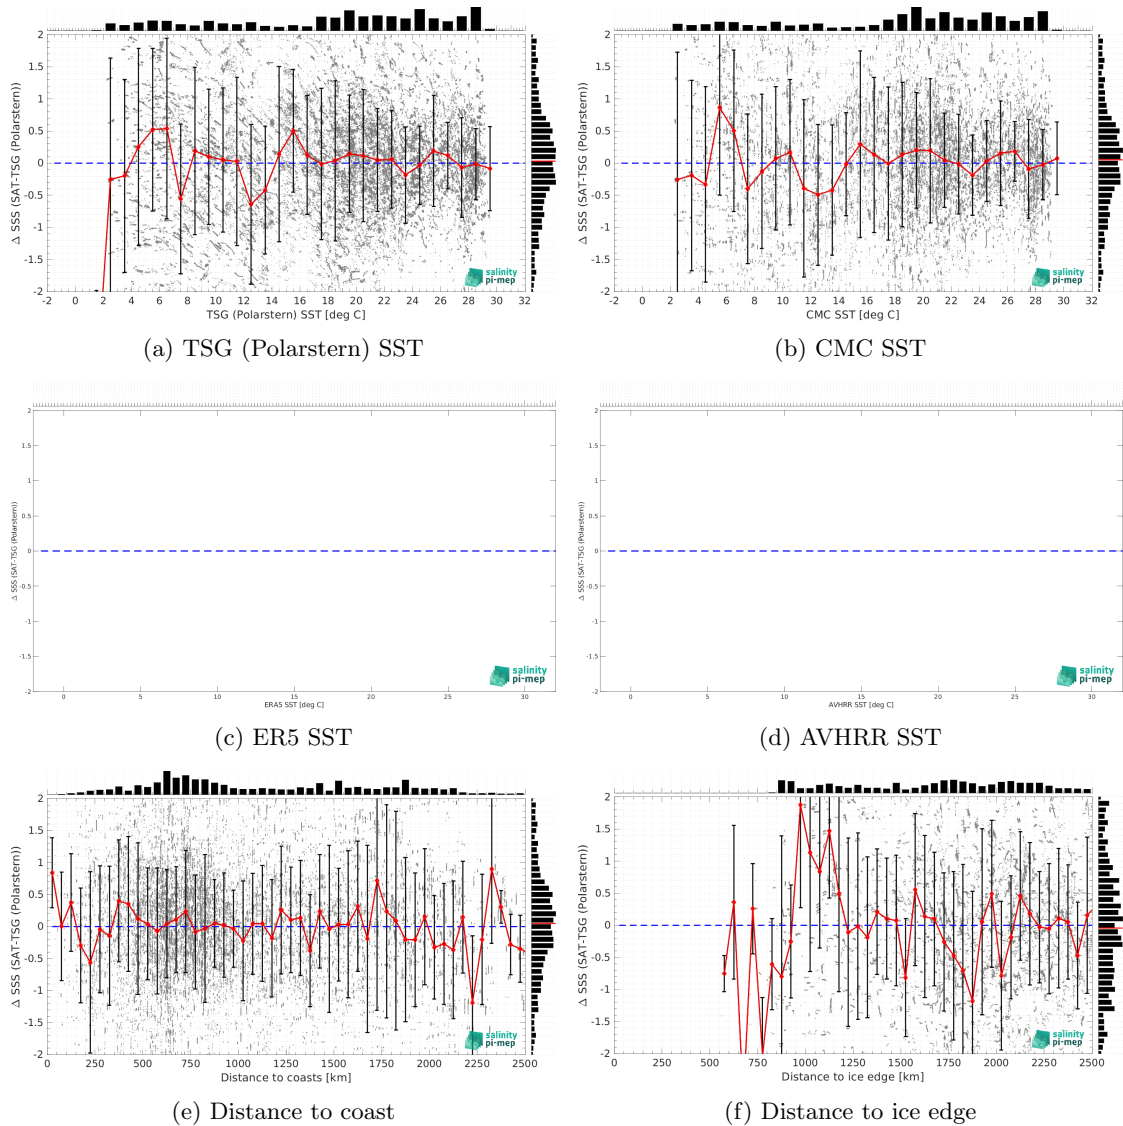 2
1.5
1
0.5
0
-0.5
-1
-1.5
-2
Δ SSS (SAT-TSG (Polarstern))
salinity
pi-mep
-2 0 2 4 6 8 10 12 14 16 18 20 22 24 26 28 30 32
TSG (Polarstern) SST [deg C]
(a) TSG (Polarstern) SST
2
1.5
1
0.5
0
-0.5
-1
-1.5
-2
Δ SSS (SAT-TSG (Polarstern))
salinity
pi-mep
-2 0 2 4 6 8 10 12 14 16 18 20 22 24 26 28 30 32
CMC SST [deg C]
(b) CMC SST
2
1.5
1
0.5
0
-0.5
-1
-1.5
-2
Δ SSS (SAT-TSG (Polarstern))
salinity
pi-mep
0 5 10 15 20 25 30
ERA5 SST [deg C]
(c) ER5 SST
2
1.5
1
0.5
0
-0.5
-1
-1.5
-2
Δ SSS (SAT-TSG (Polarstern))
salinity
pi-mep
0 5 10 15 20 25 30
AVHRR SST [deg C]
(d) AVHRR SST
2
1.5
1
0.5
0
-0.5
-1
-1.5
-2
Δ SSS (SAT-TSG (Polarstern))
salinity
pi-mep
0 250 500 750 1000 1250 1500 1750 2000 2250 2500
Distance to coasts [km]
(e) Distance to coast
2
1.5
1
0.5
0
-0.5
-1
-1.5
-2
Δ SSS (SAT-TSG (Polarstern))
salinity
pi-mep
0 250 500 750 1000 1250 1500 1750 2000 2250 2500
Distance to ice edge [km]
(f) Distance to ice edge